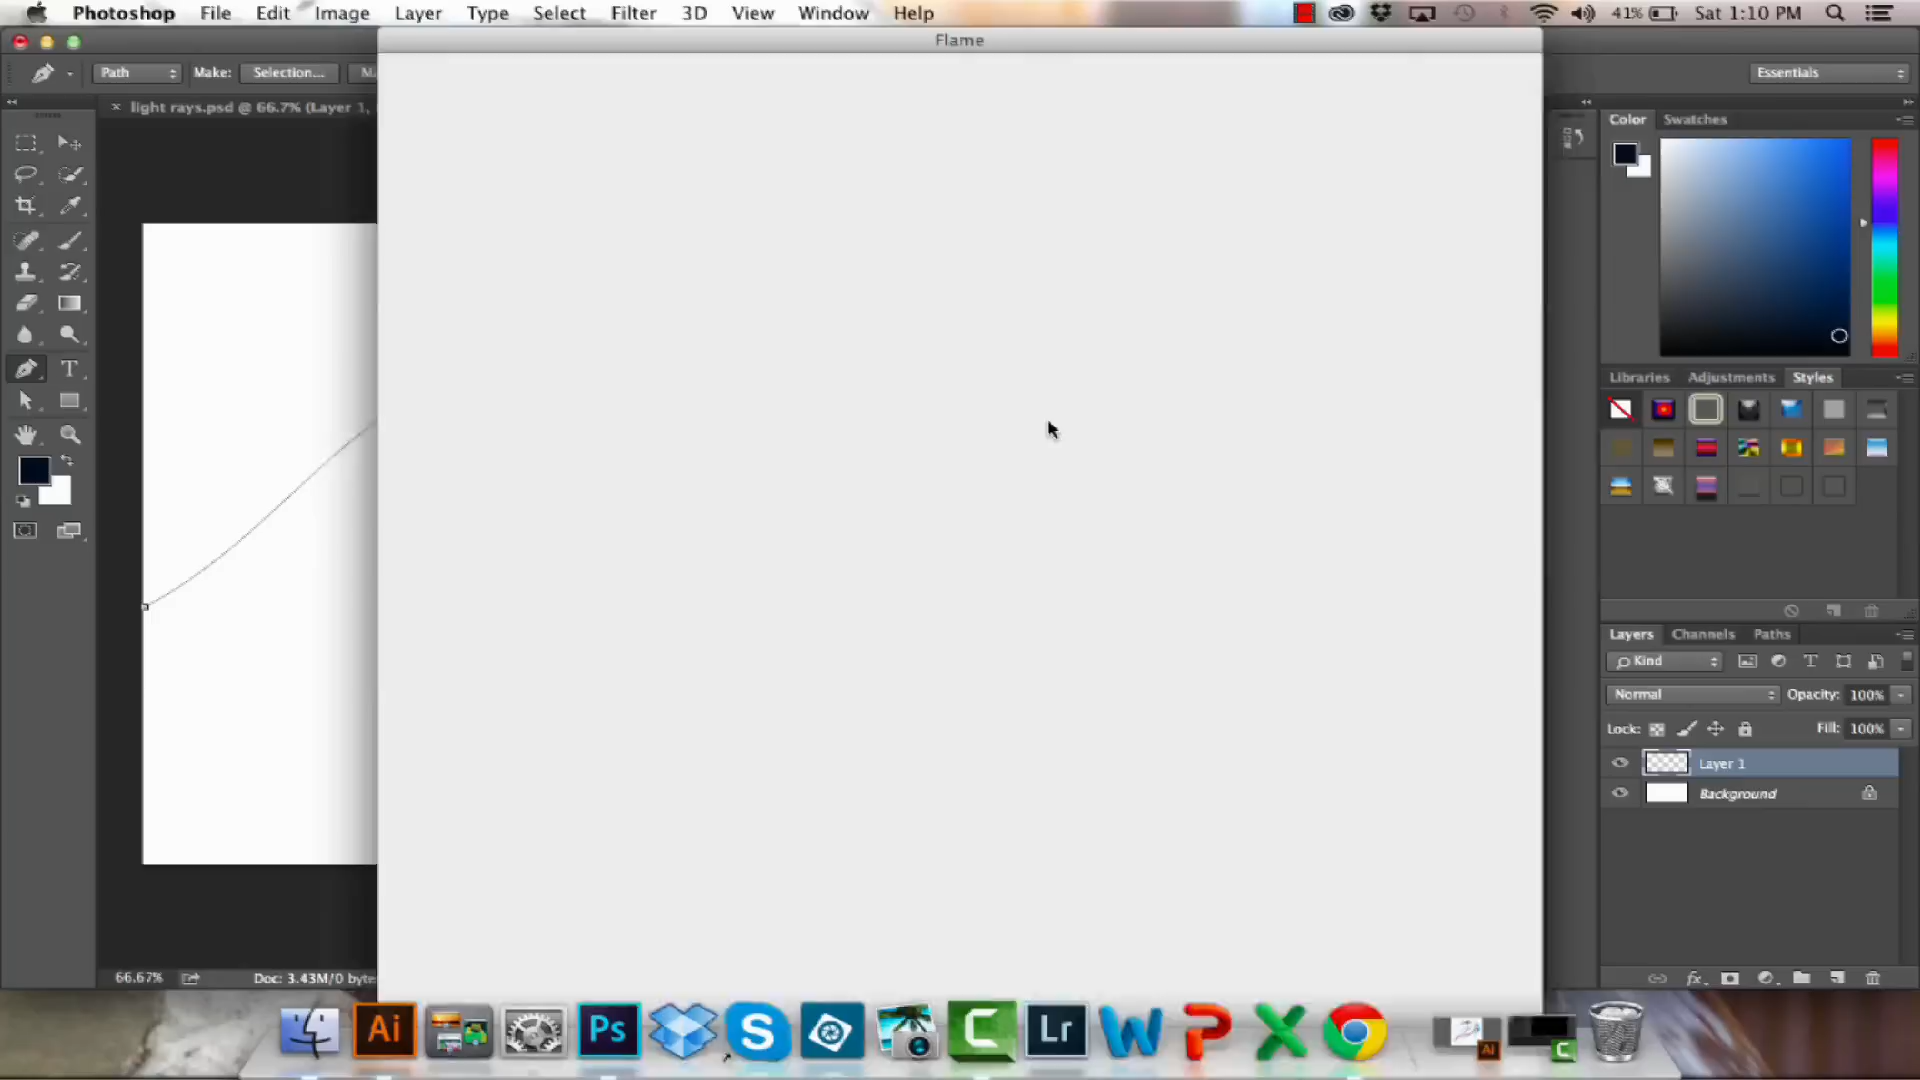 Photoshop File Edit Image Layer Type Select Filter 3D View Window Help 41% Sat 1:10 PM
Flame
Path Make: Selection... Essentials
light rays.psd @ 66.7% (Layer 1,
Color Swatches
T
Libraries Adjustments Styles
Layers Channels Paths
Kind T
Normal Opacity: 100%
Lock: Fill: 100%
Layer 1
Background
66.67% Doc: 3.43M/0 byte
fx
Ai Ps S C Lr W P X Ai C